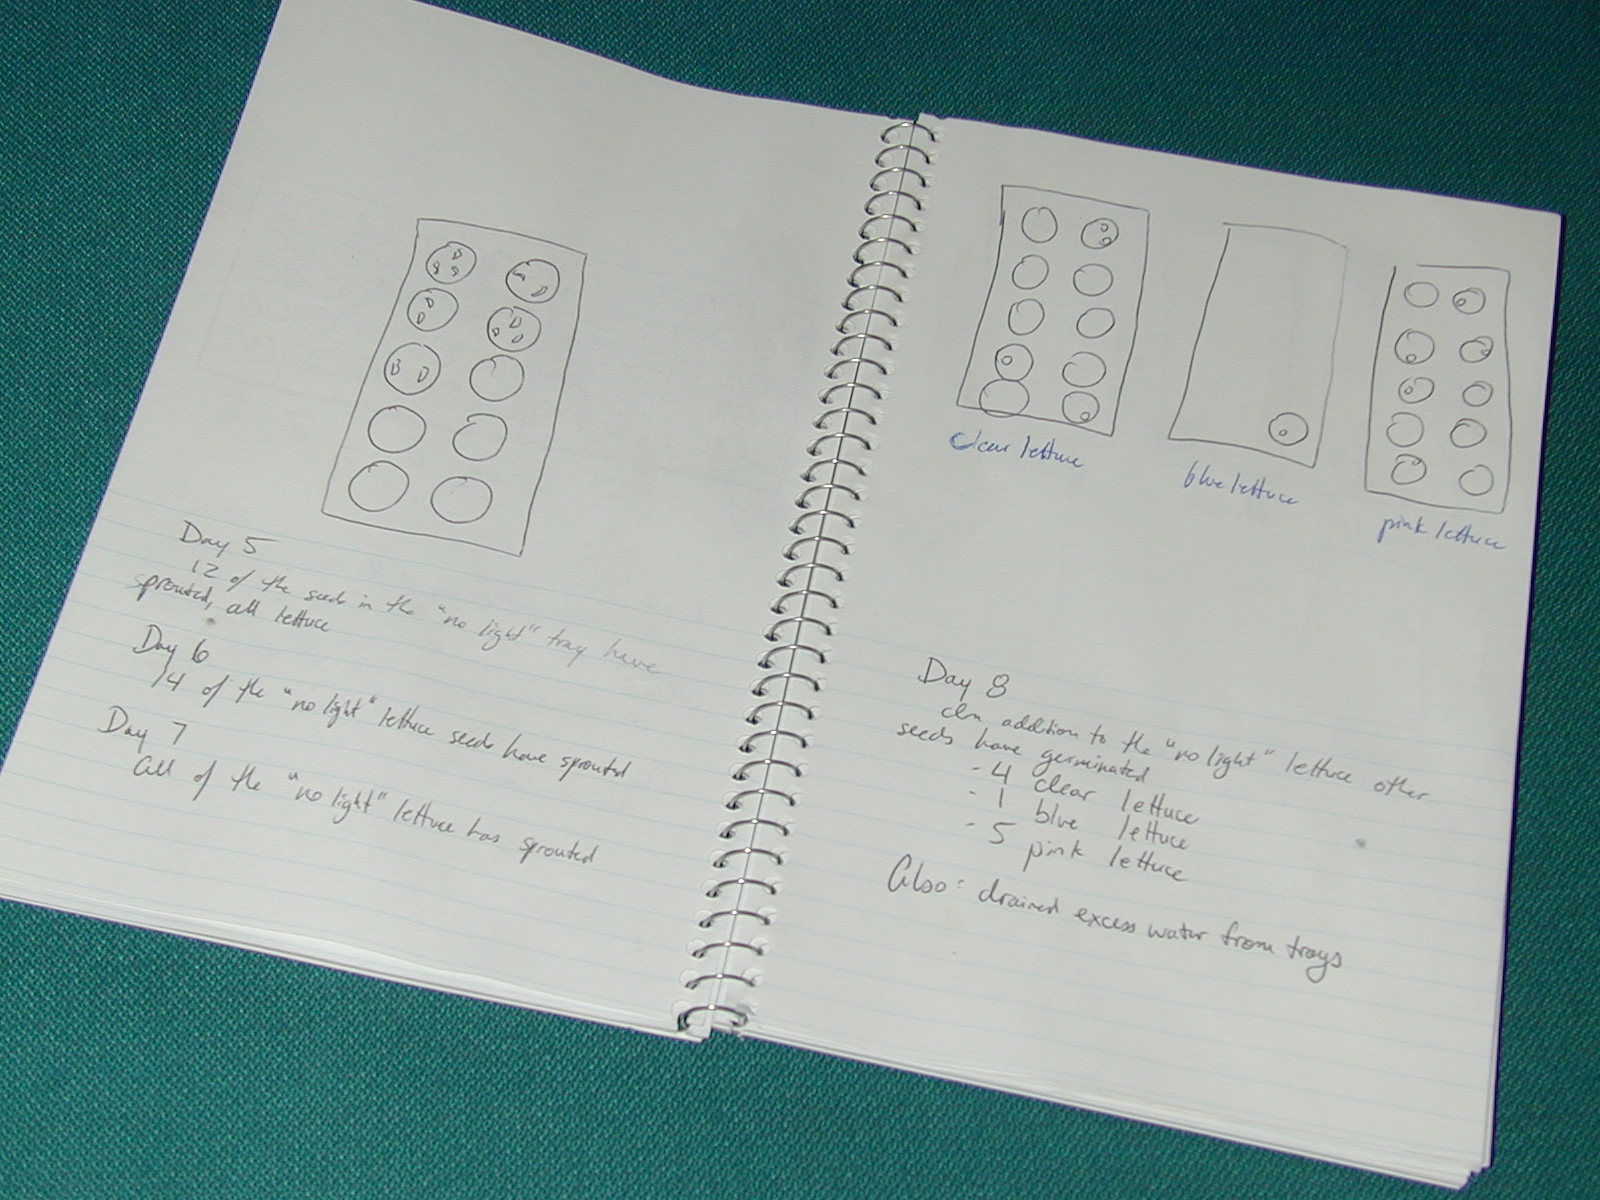 Day 5
12 of the seeds in the "no light" tray have
sprouted, all lettuce
Day 6
14 of the "no light" lettuce seeds have sprouted
Day 7
all of the "no light" lettuce has sprouted
clear lettuce
blue lettuce
pink lettuce
Day 8
In addition to the "no light" lettuce other
seeds have germinated
- 4 clear lettuce
- 1 blue lettuce
- 5 pink lettuce
Also: drained excess water from trays